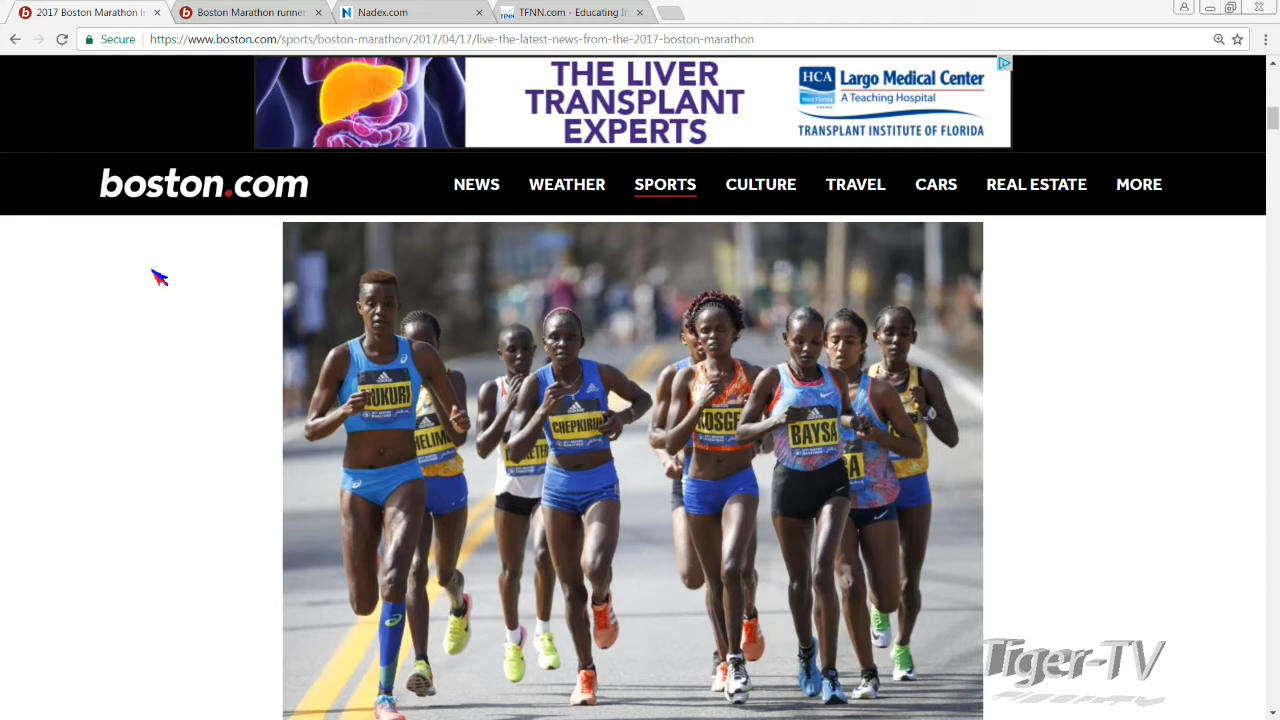 2017 Boston Marathon I
Boston Marathon runner
Nadex.com
TFNN.com - Educating I
Secure
https://www.boston.com/sports/boston-marathon/2017/04/17/live-the-latest-news-from-the-2017-boston-marathon
THE LIVER
TRANSPLANT
EXPERTS
HCA
Largo Medical Center
A Teaching Hospital
TRANSPLANT INSTITUTE OF FLORIDA
boston.com
NEWS
WEATHER
SPORTS
CULTURE
TRAVEL
CARS
REAL ESTATE
MORE
adidas
CHEPKIRUI
KOSGE
BAYSA
Tiger-TV